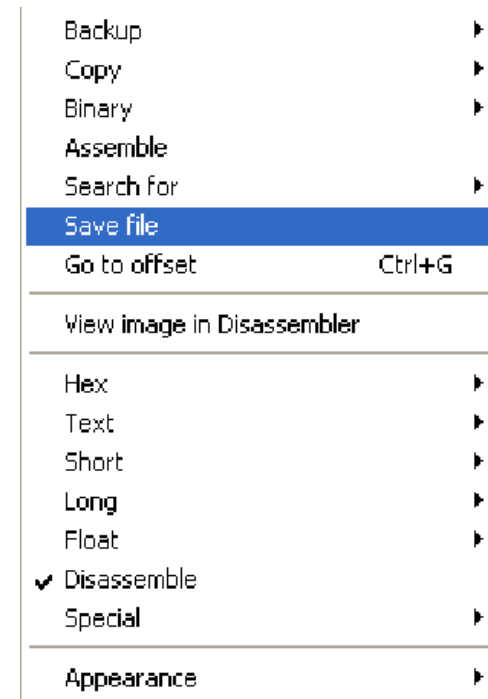 Backup
Copy
Binary
Assemble
Search for
Save file
Go to offset Ctrl+G
View image in Disassembler
Hex
Text
Short
Long
Float
Disassemble
Special
Appearance